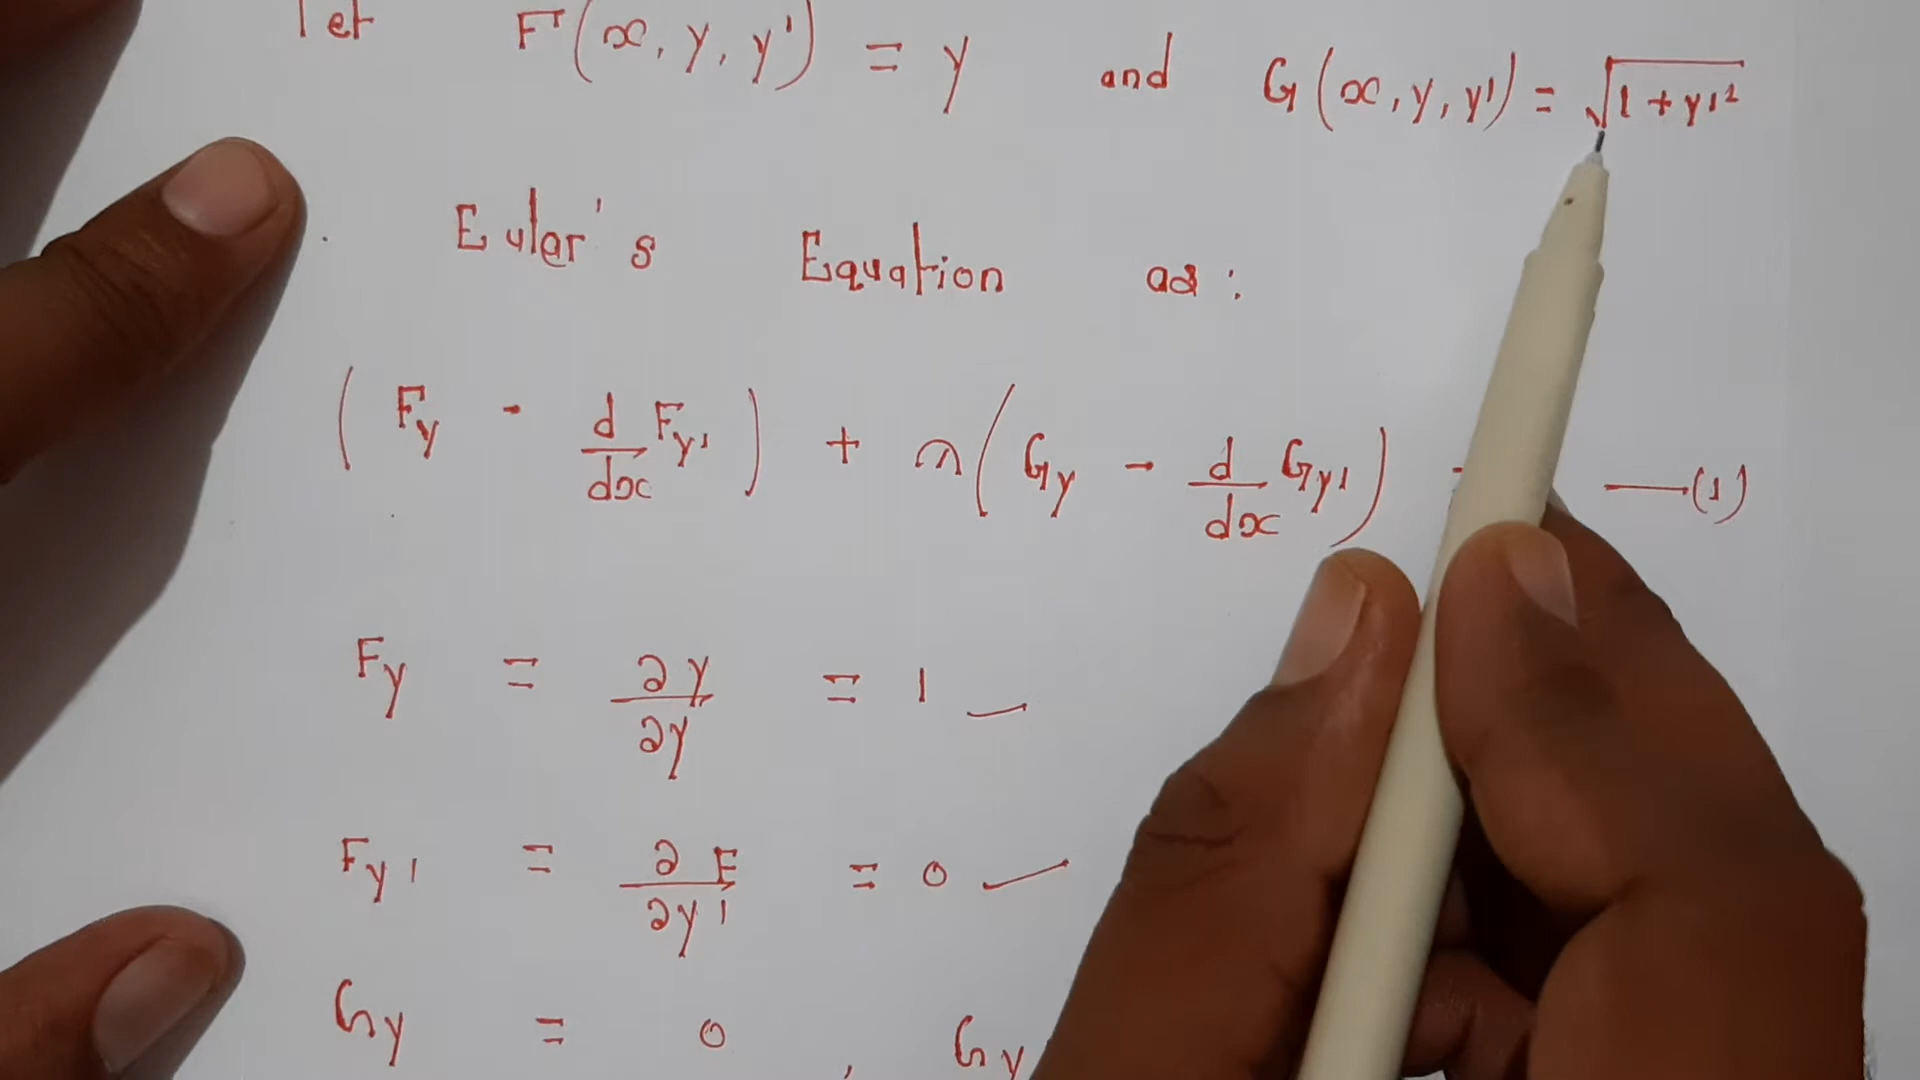 let F(x, y, y') = y and G(x, y, y') = √1 + y'²
Euler's Equation as:
( Fy - d/dx Fy' ) + λ( Gy - d/dx Gy' ) —(1)
Fy = ∂y/∂y = 1
Fy' = ∂F/∂y' = 0
Gy = 0 , Gy